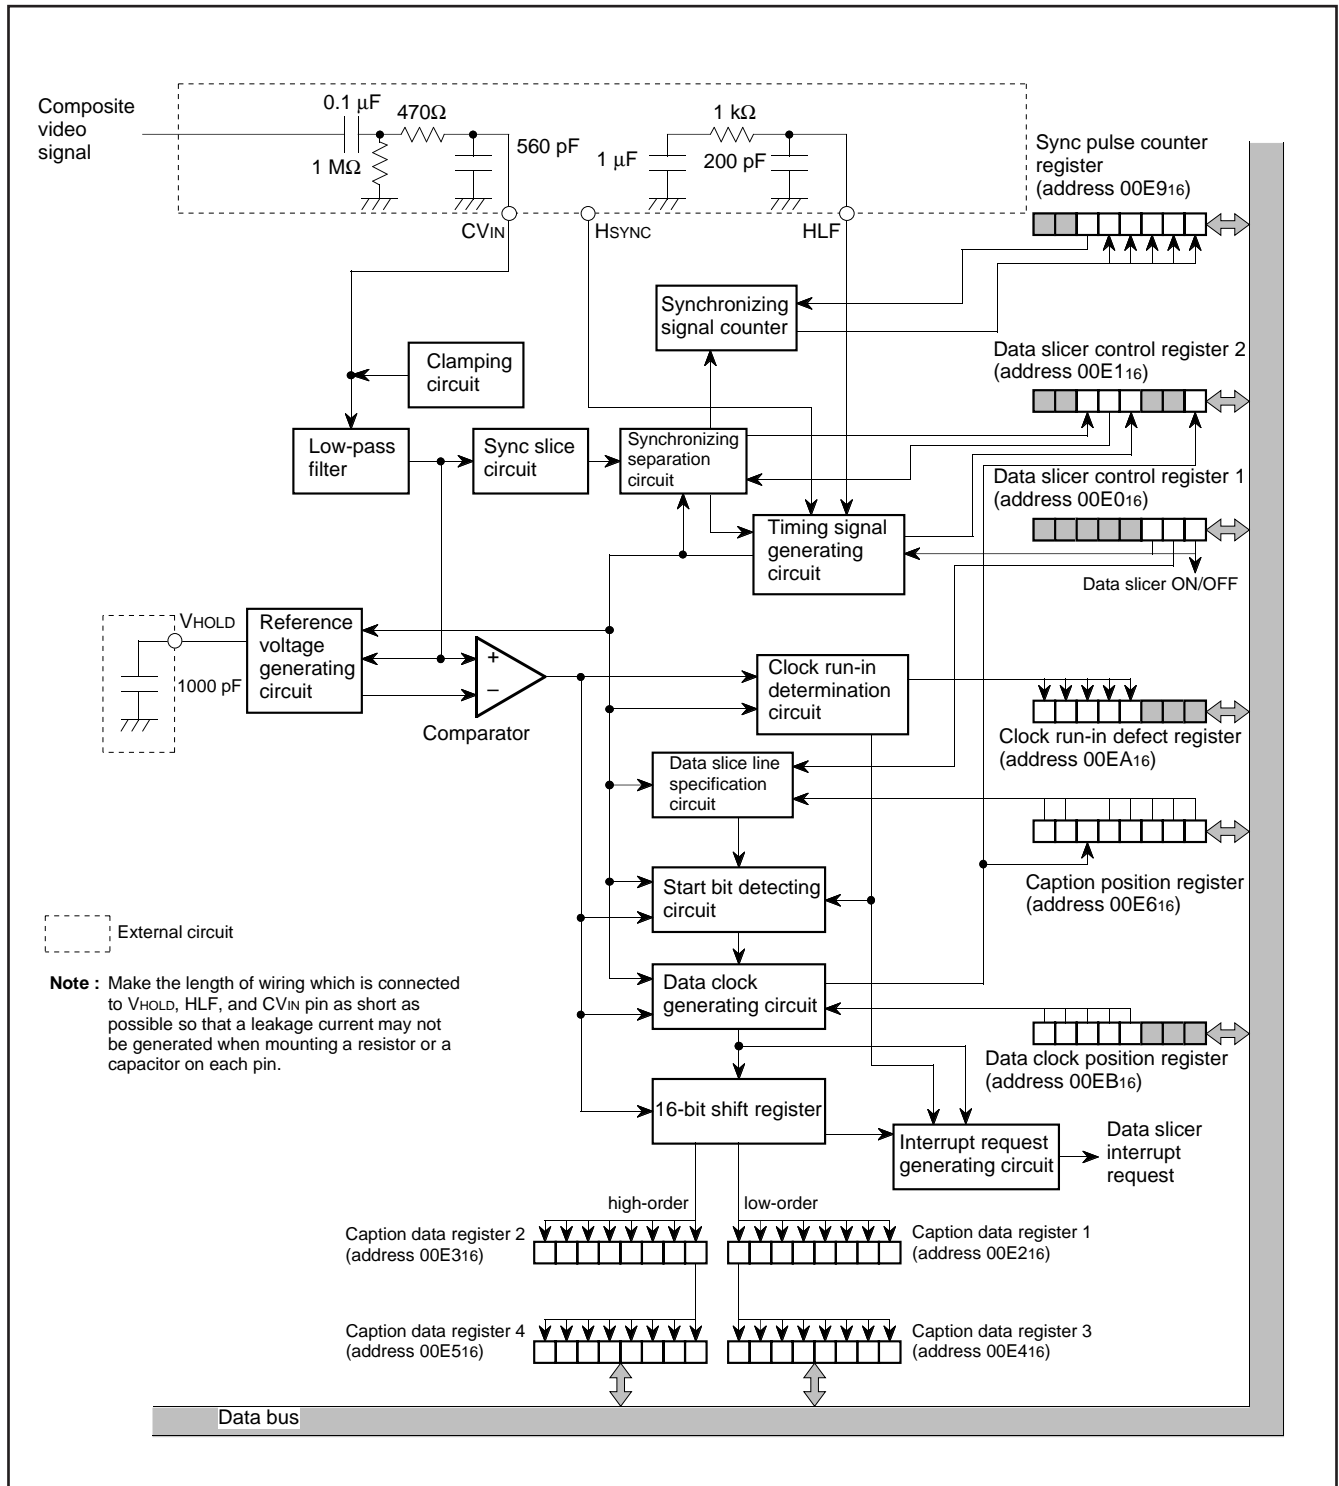 Composite
video
signal
0.1 µF
470Ω
1 MΩ
560 pF
1 µF
1 kΩ
200 pF
CVIN
HSYNC
HLF
Sync pulse counter
register
(address 00E916)
Synchronizing
signal counter
Clamping
circuit
Data slicer control register 2
(address 00E116)
Low-pass
filter
Sync slice
circuit
Synchronizing
separation
circuit
Data slicer control register 1
(address 00E016)
Timing signal
generating
circuit
Data slicer ON/OFF
VHOLD
1000 pF
Reference
voltage
generating
circuit
+
−
Comparator
Clock run-in
determination
circuit
Clock run-in defect register
(address 00EA16)
Data slice line
specification
circuit
Start bit detecting
circuit
Caption position register
(address 00E616)
External circuit
Note : Make the length of wiring which is connected
to VHOLD, HLF, and CVIN pin as short as
possible so that a leakage current may not
be generated when mounting a resistor or a
capacitor on each pin.
Data clock
generating circuit
Data clock position register
(address 00EB16)
16-bit shift register
Interrupt request
generating circuit
Data slicer
interrupt
request
high-order
low-order
Caption data register 2
(address 00E316)
Caption data register 1
(address 00E216)
Caption data register 4
(address 00E516)
Caption data register 3
(address 00E416)
Data bus